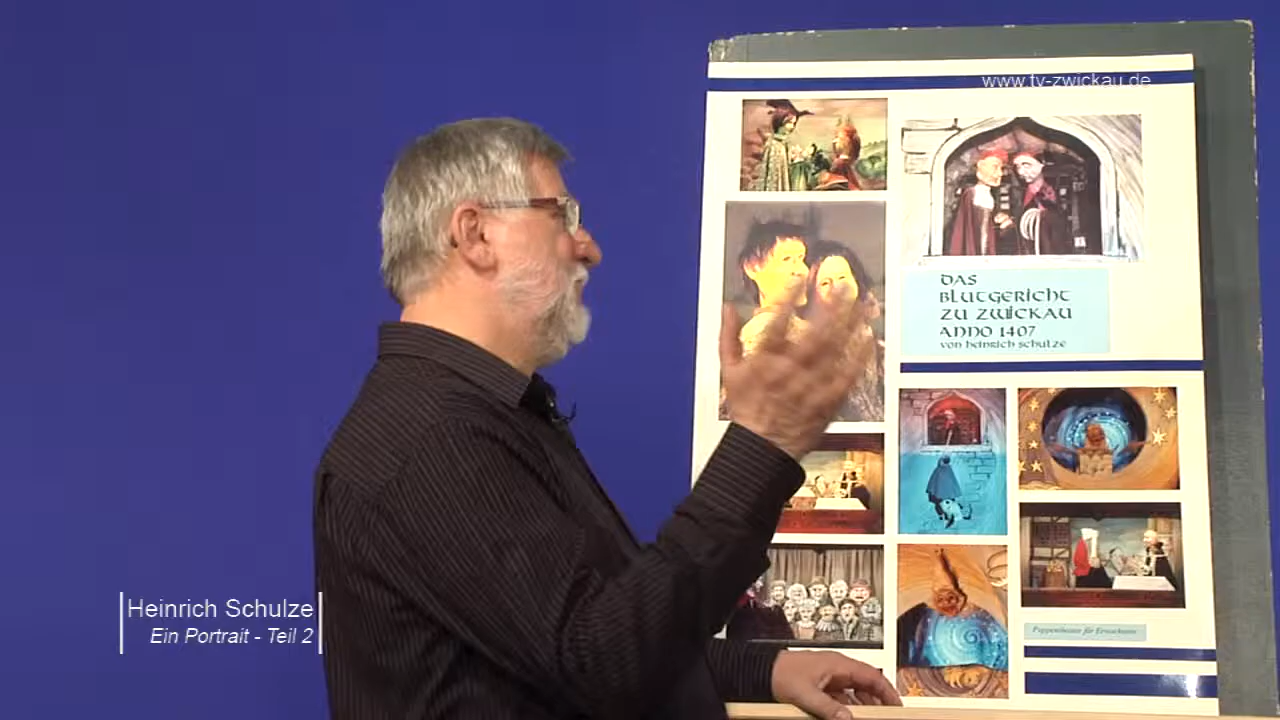 www.tv-zwickau.de
DAS
BLUTGERICHT
ZU ZWICKAU
ANNO 1407
VON HEINRICH SCHULZE
Puppentheater für Erwachsene
Heinrich Schulze
Ein Portrait - Teil 2